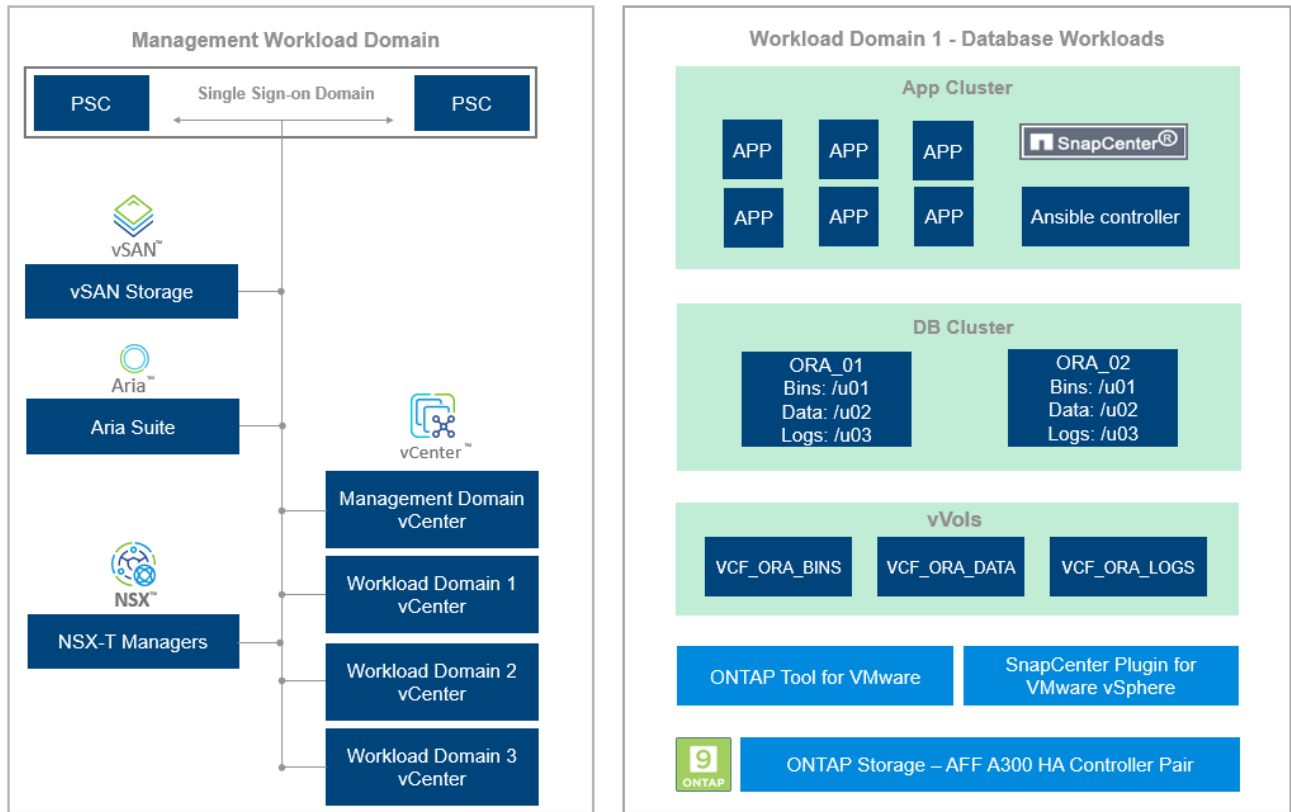 Management Workload Domain
PSC
Single Sign-on Domain
PSC
vSAN™
vSAN Storage
Aria™
Aria Suite
vCenter™
Management Domain
vCenter
Workload Domain 1
vCenter
NSX™
NSX-T Managers
Workload Domain 2
vCenter
Workload Domain 3
vCenter
Workload Domain 1 - Database Workloads
App Cluster
APP
APP
APP
SnapCenter®
APP
APP
APP
Ansible controller
DB Cluster
ORA_01
Bins: /u01
Data: /u02
Logs: /u03
ORA_02
Bins: /u01
Data: /u02
Logs: /u03
vVols
VCF_ORA_BINS
VCF_ORA_DATA
VCF_ORA_LOGS
ONTAP Tool for VMware
SnapCenter Plugin for
VMware vSphere
9
ONTAP
ONTAP Storage – AFF A300 HA Controller Pair